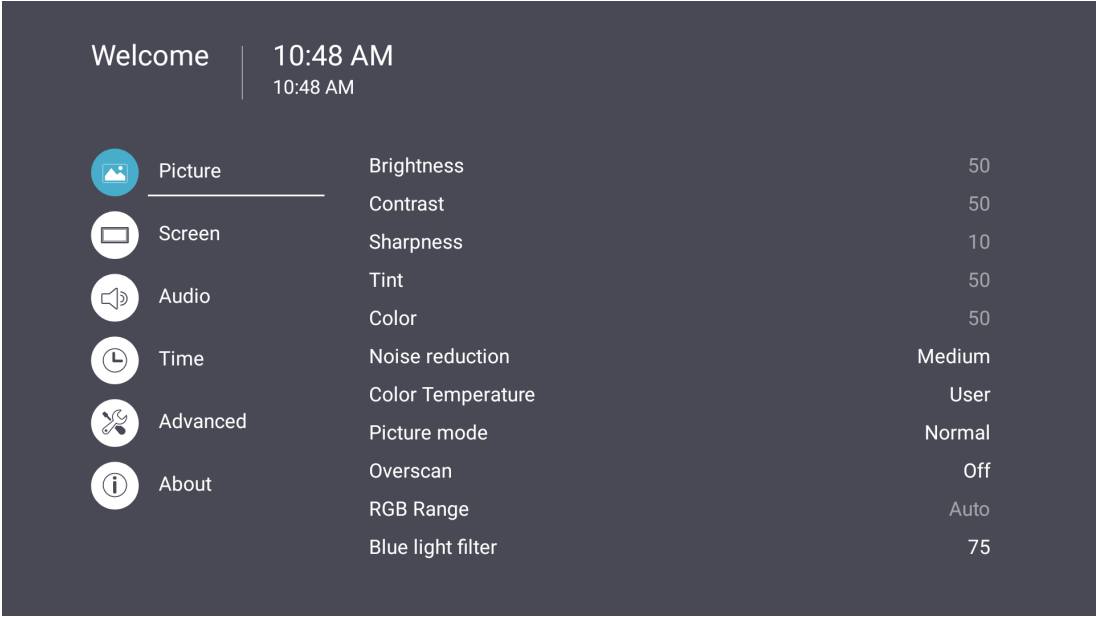 Welcome
10:48 AM
10:48 AM
Picture
Screen
Audio
Time
Advanced
About
Brightness 50
Contrast 50
Sharpness 10
Tint 50
Color 50
Noise reduction Medium
Color Temperature User
Picture mode Normal
Overscan Off
RGB Range Auto
Blue light filter 75